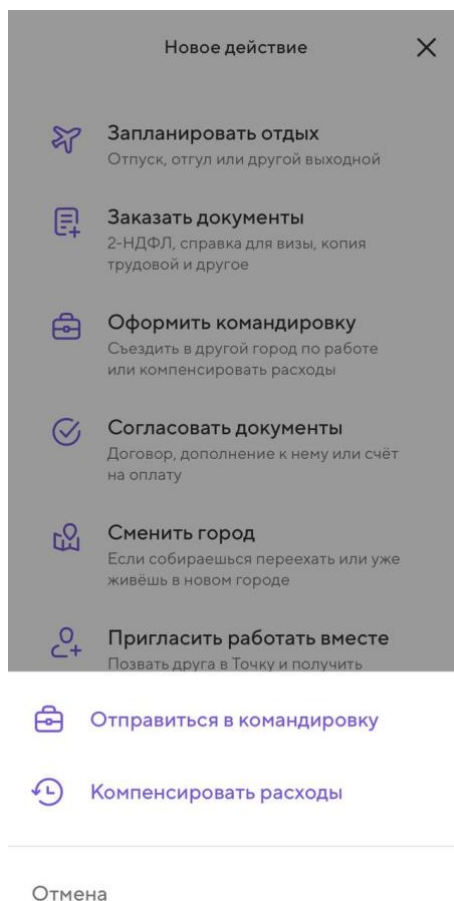 Новое действие
Запланировать отдых
Отпуск, отгул или другой выходной
Заказать документы
2-НДФЛ, справка для визы, копия
трудовой и другое
Оформить командировку
Съездить в другой город по работе
или компенсировать расходы
Согласовать документы
Договор, дополнение к нему или счёт
на оплату
Сменить город
Если собираешься переехать или уже
живёшь в новом городе
Пригласить работать вместе
Позвать друга в Точку и получить
Отправиться в командировку
Компенсировать расходы
Отмена